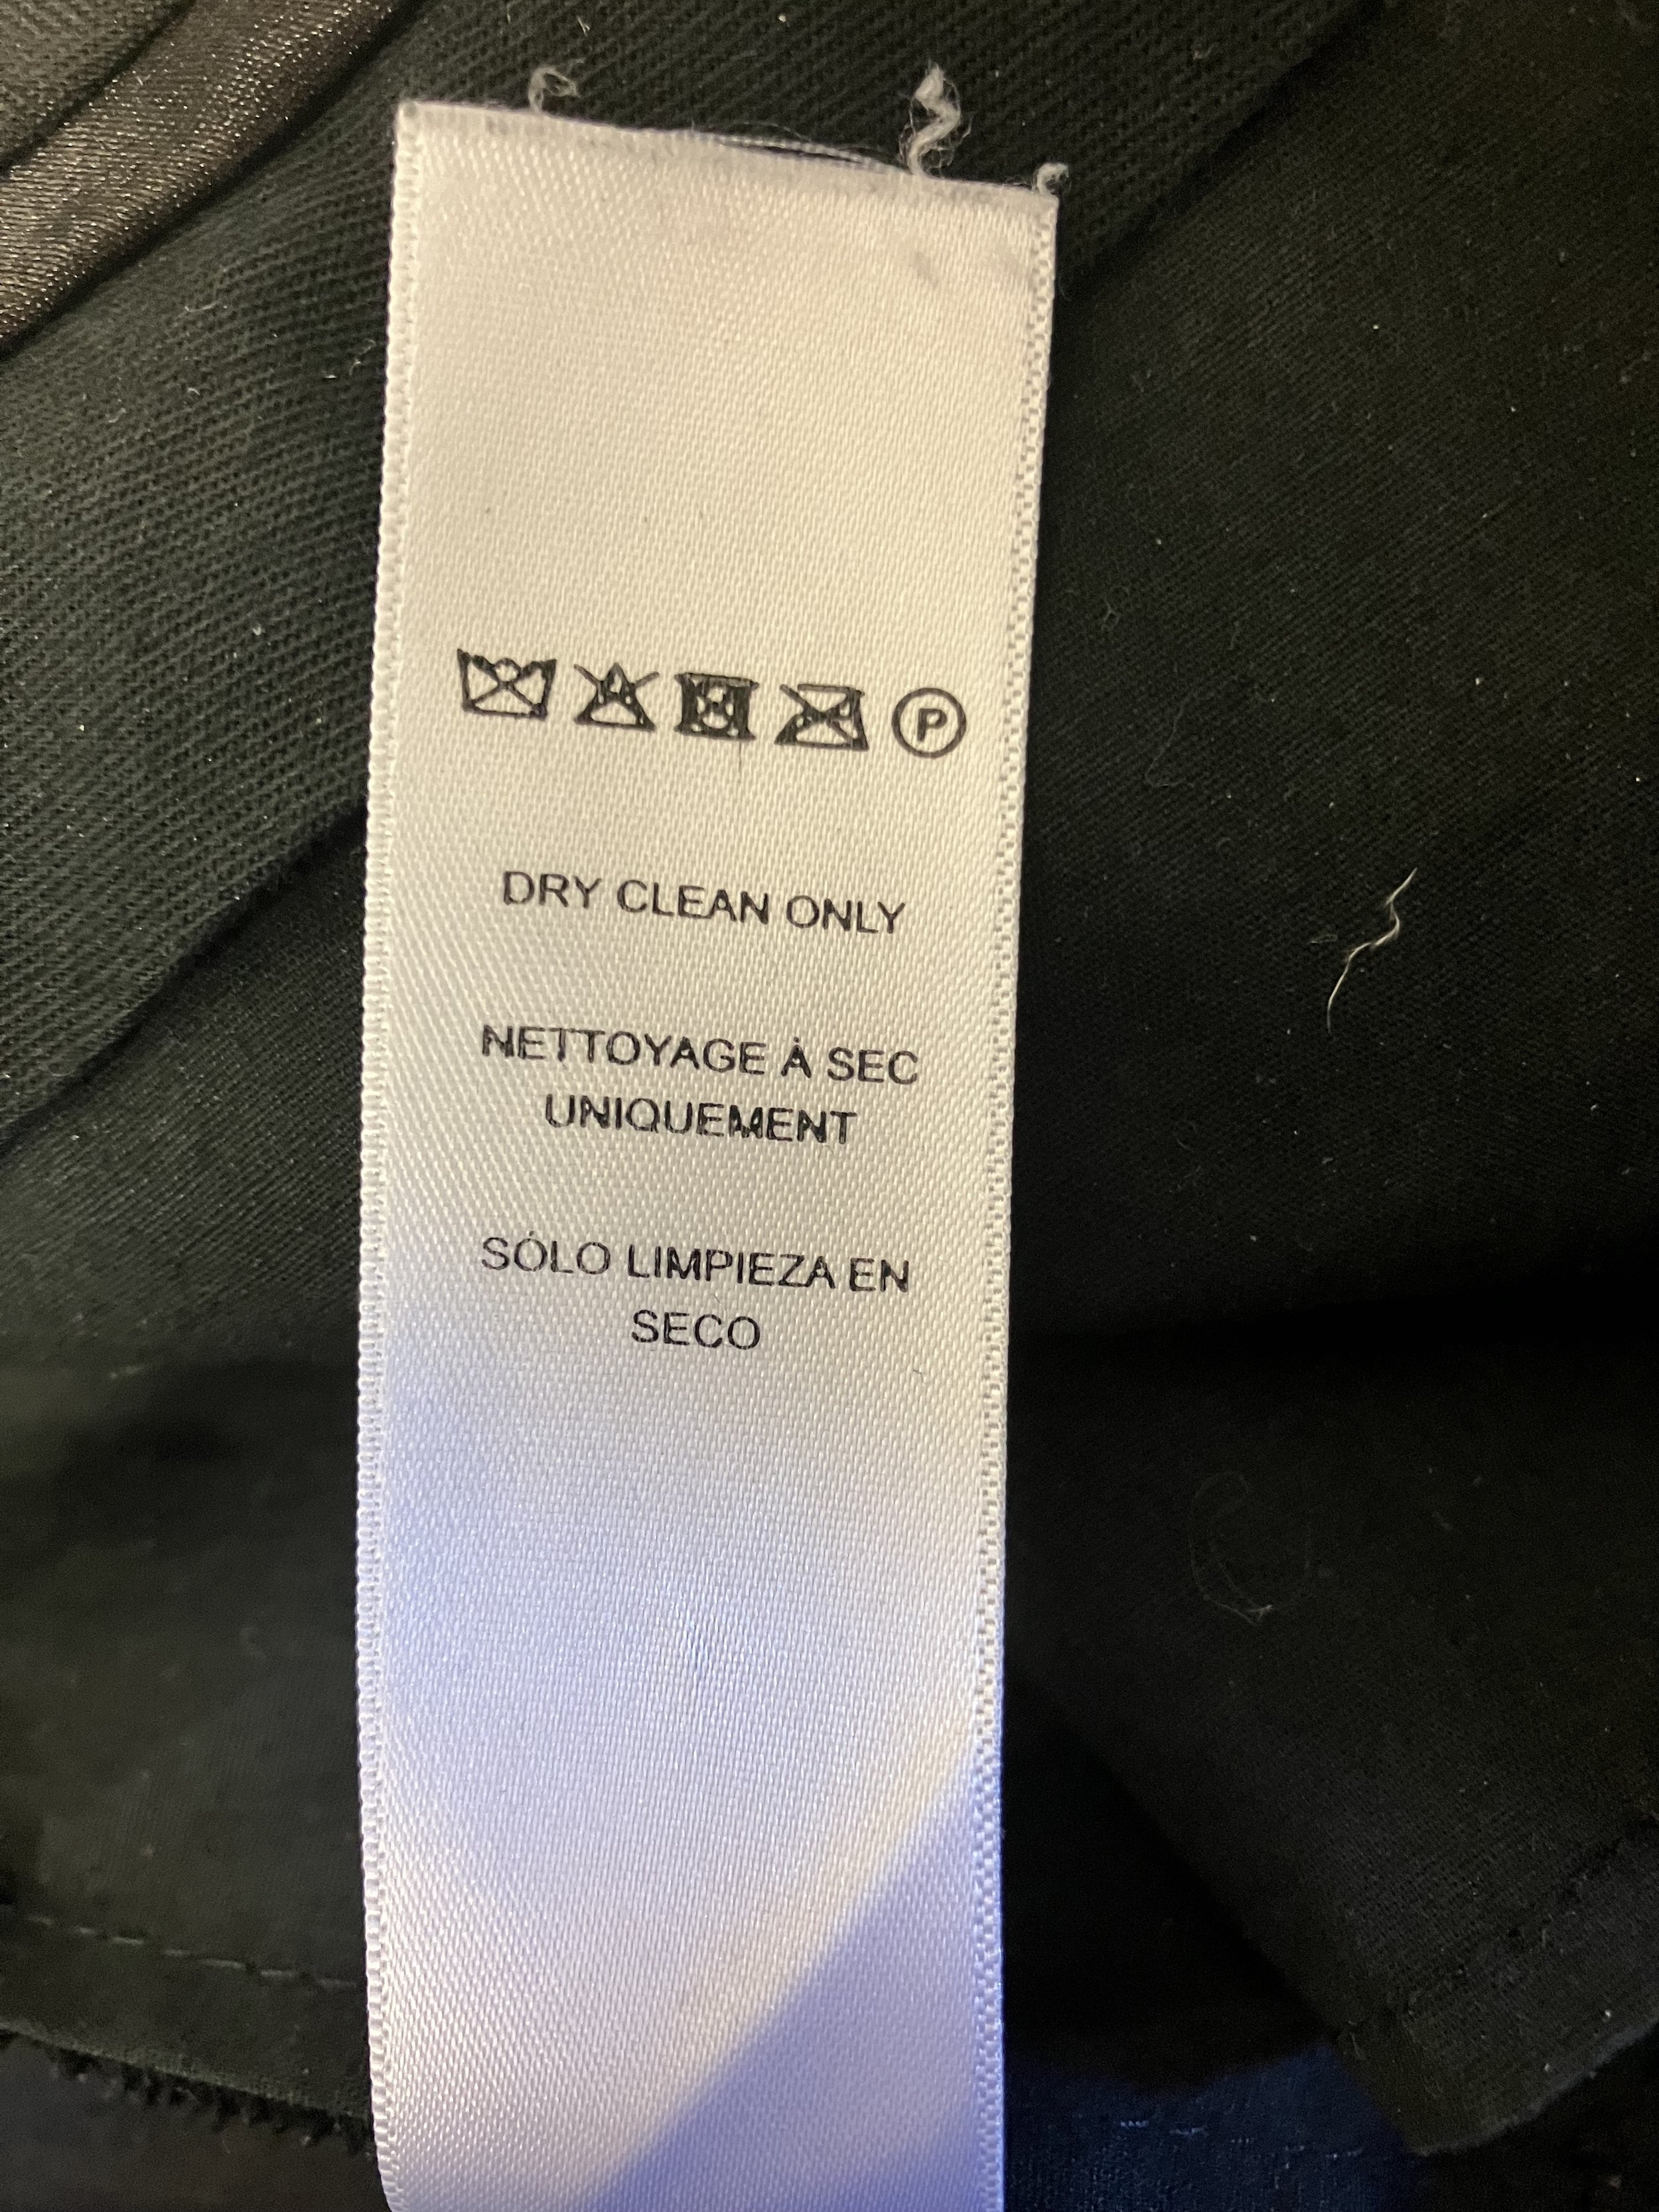 P
DRY CLEAN ONLY
NETTOYAGE À SEC
UNIQUEMENT
SÓLO LIMPIEZA EN
SECO